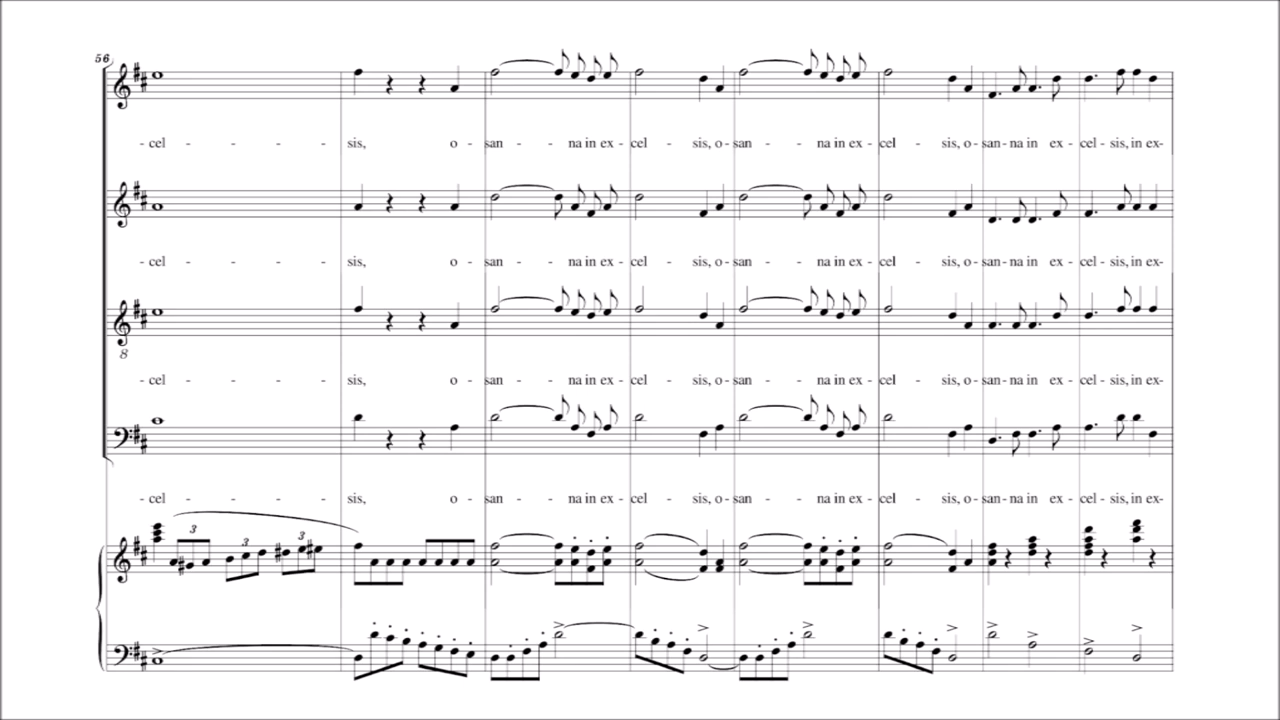 56
- cel - - - - sis, o - san - - na in ex - cel - sis, o - san - - na in ex - cel - sis, o - san - na in ex - cel - sis, in ex-
- cel - - - - sis, o - san - - na in ex - cel - sis, o - san - - na in ex - cel - sis, o - san - na in ex - cel - sis, in ex-
8
- cel - - - - sis, o - san - - na in ex - cel - sis, o - san - - na in ex - cel - sis, o - san - na in ex - cel - sis, in ex-
- cel - - - - sis, o - san - - na in ex - cel - sis, o - san - - na in ex - cel - sis, o - san - na in ex - cel - sis, in ex-
3 3 3